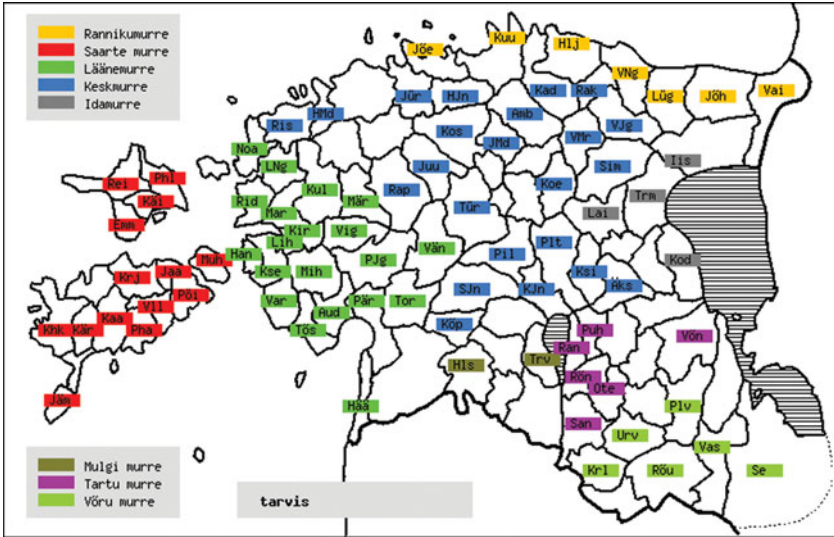 Rannikumurre
Saarte murre
Läänemurre
Keskmurre
Idamurre
Kuu
Jõe
Hlj
VNg
Lüg
Jõh
Vai
Jür
HJn
Kad
Rak
HMd
Ris
Amb
Kos
JMd
VMr
VJg
Noa
LNg
Juu
Sim
Iis
Phl
Rei
Käi
Emm
Rid
Kul
Mar
Mär
Rap
Koe
Trm
Tür
Lai
Kir
Vig
Lih
Han
Muh
PJg
Vän
Pil
Plt
Kod
Krj
Jaa
Kse
Mih
Ksi
Äks
Pöi
Vll
Var
Aud
Pär
Tor
SJn
KJn
Khk
Kär
Kaa
Pha
Tõs
Kõp
Puh
Võn
Ran
Hls
Trv
Rõn
Ote
Jäm
Hää
San
Plv
Urv
Vas
Krl
Rõu
Se
Mulgi murre
Tartu murre
Võru murre
tarvis